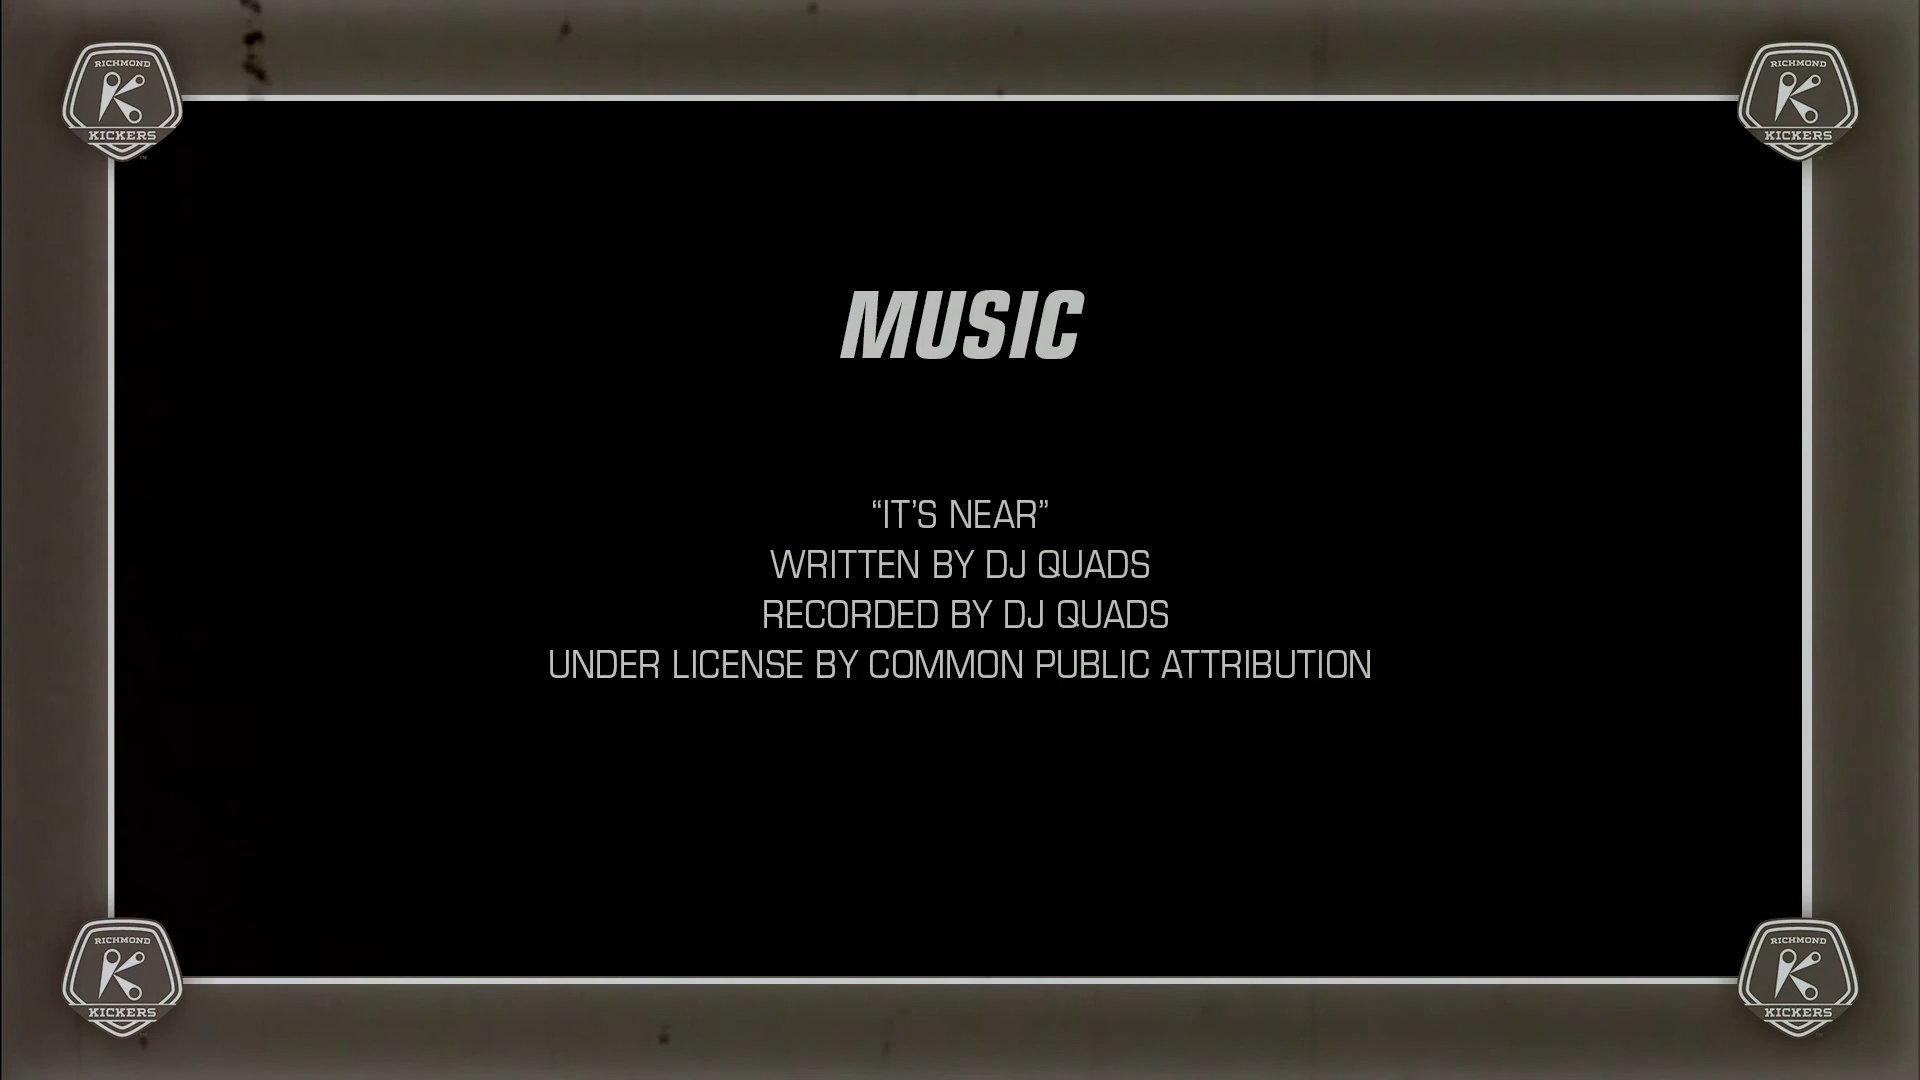 RICHMOND
KICKERS
™
RICHMOND
KICKERS
MUSIC
“IT’S NEAR”
WRITTEN BY DJ QUADS
RECORDED BY DJ QUADS
UNDER LICENSE BY COMMON PUBLIC ATTRIBUTION
RICHMOND
KICKERS
RICHMOND
KICKERS